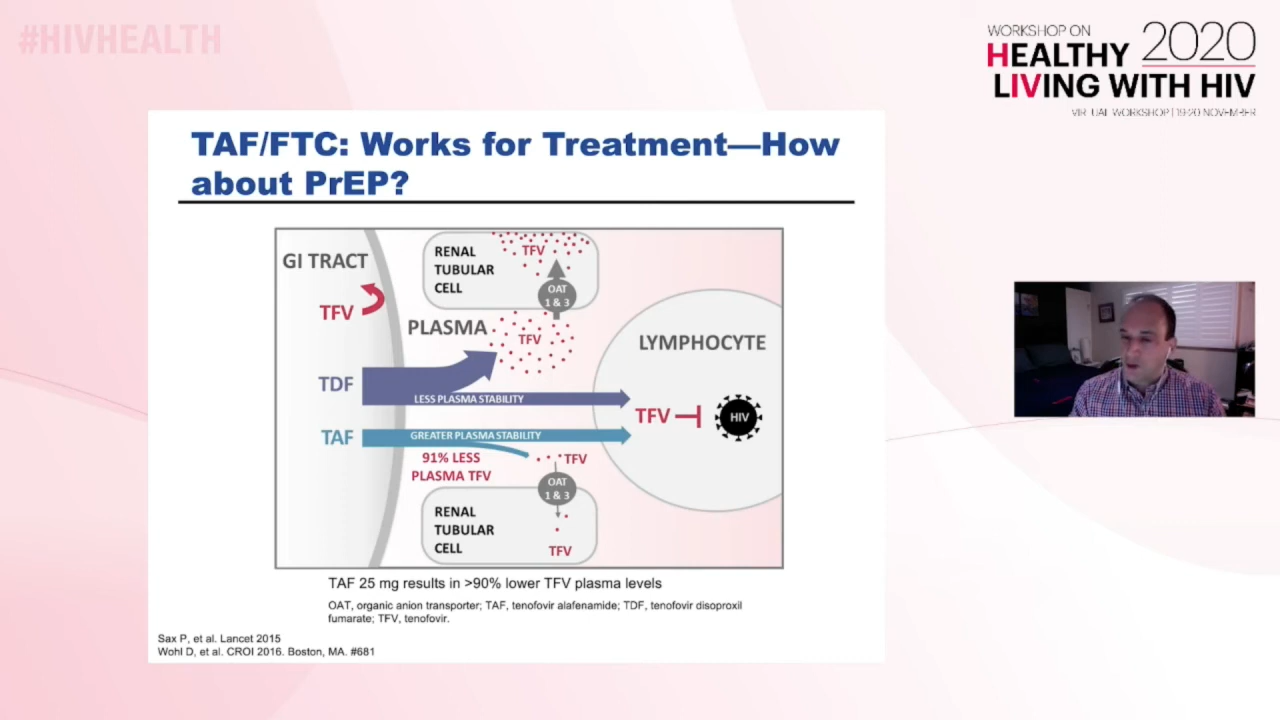 #HIVHEALTH
WORKSHOP ON
HEALTHY 2020
LIVING WITH HIV
VIRTUAL WORKSHOP | 19-20 NOVEMBER
TAF/FTC: Works for Treatment—How
about PrEP?
GI TRACT
TFV
RENAL
TUBULAR
CELL
TFV
OAT
1 & 3
PLASMA
TFV
LYMPHOCYTE
TDF
LESS PLASMA STABILITY
TFV
HIV
TAF
GREATER PLASMA STABILITY
91% LESS
PLASMA TFV
TFV
OAT
1 & 3
RENAL
TUBULAR
CELL
TFV
TAF 25 mg results in >90% lower TFV plasma levels
OAT, organic anion transporter; TAF, tenofovir alafenamide; TDF, tenofovir disoproxil
fumarate; TFV, tenofovir.
Sax P, et al. Lancet 2015
Wohl D, et al. CROI 2016. Boston, MA. #681